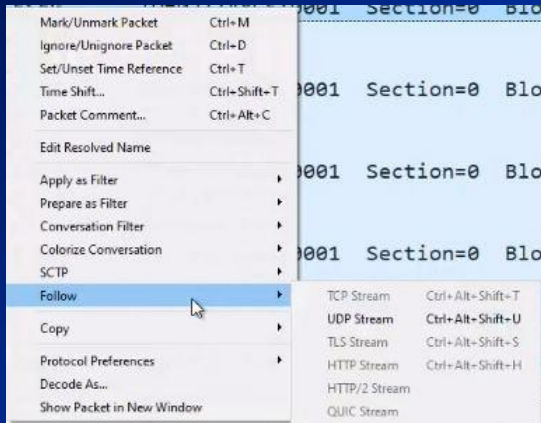 0001 Section=0 Blo
Mark/Unmark Packet Ctrl+M
Ignore/Unignore Packet Ctrl+D
Set/Unset Time Reference Ctrl+T
Time Shift... Ctrl+Shift+T
0001 Section=0 Blo
Packet Comment... Ctrl+Alt+C
Edit Resolved Name
Apply as Filter
0001 Section=0 Blo
Prepare as Filter
Conversation Filter
Colorize Conversation
0001 Section=0 Blo
SCTP
Follow
TCP Stream Ctrl+Alt+Shift+T
UDP Stream Ctrl+Alt+Shift+U
TLS Stream Ctrl+Alt+Shift+S
HTTP Stream Ctrl+Alt+Shift+H
HTTP/2 Stream
QUIC Stream
Copy
Protocol Preferences
Decode As...
Show Packet in New Window